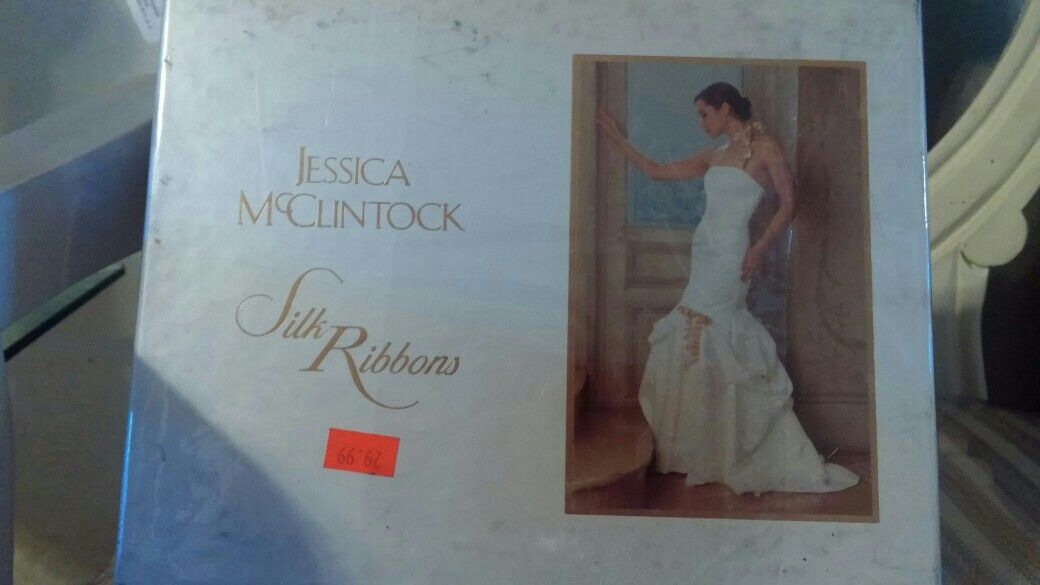 JESSICA
MCCLINTOCK
Silk
Ribbons
29.99